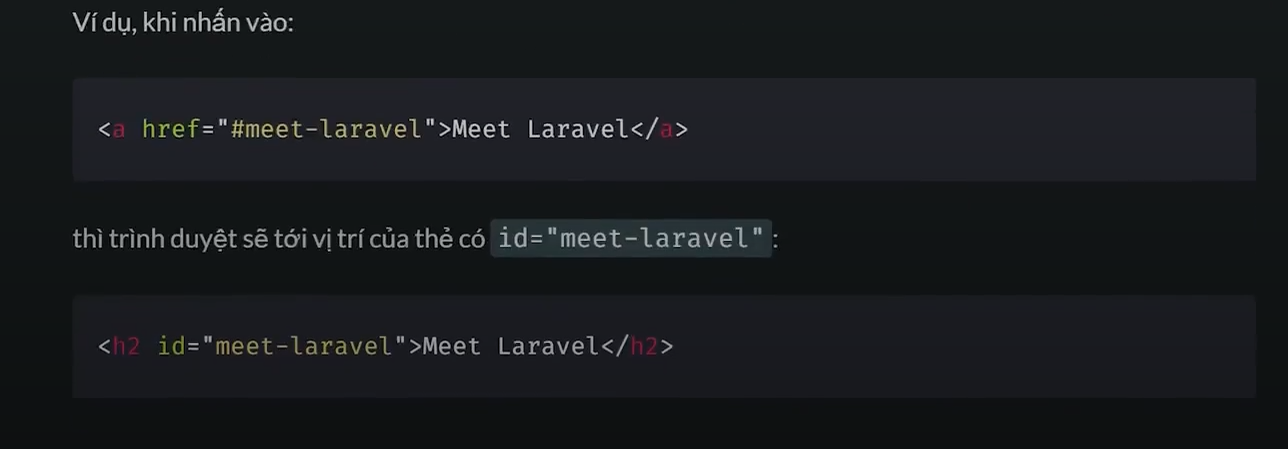 Ví dụ, khi nhấn vào:
<a href="#meet-laravel">Meet Laravel</a>
thì trình duyệt sẽ tới vị trí của thẻ có id="meet-laravel" :
<h2 id="meet-laravel">Meet Laravel</h2>